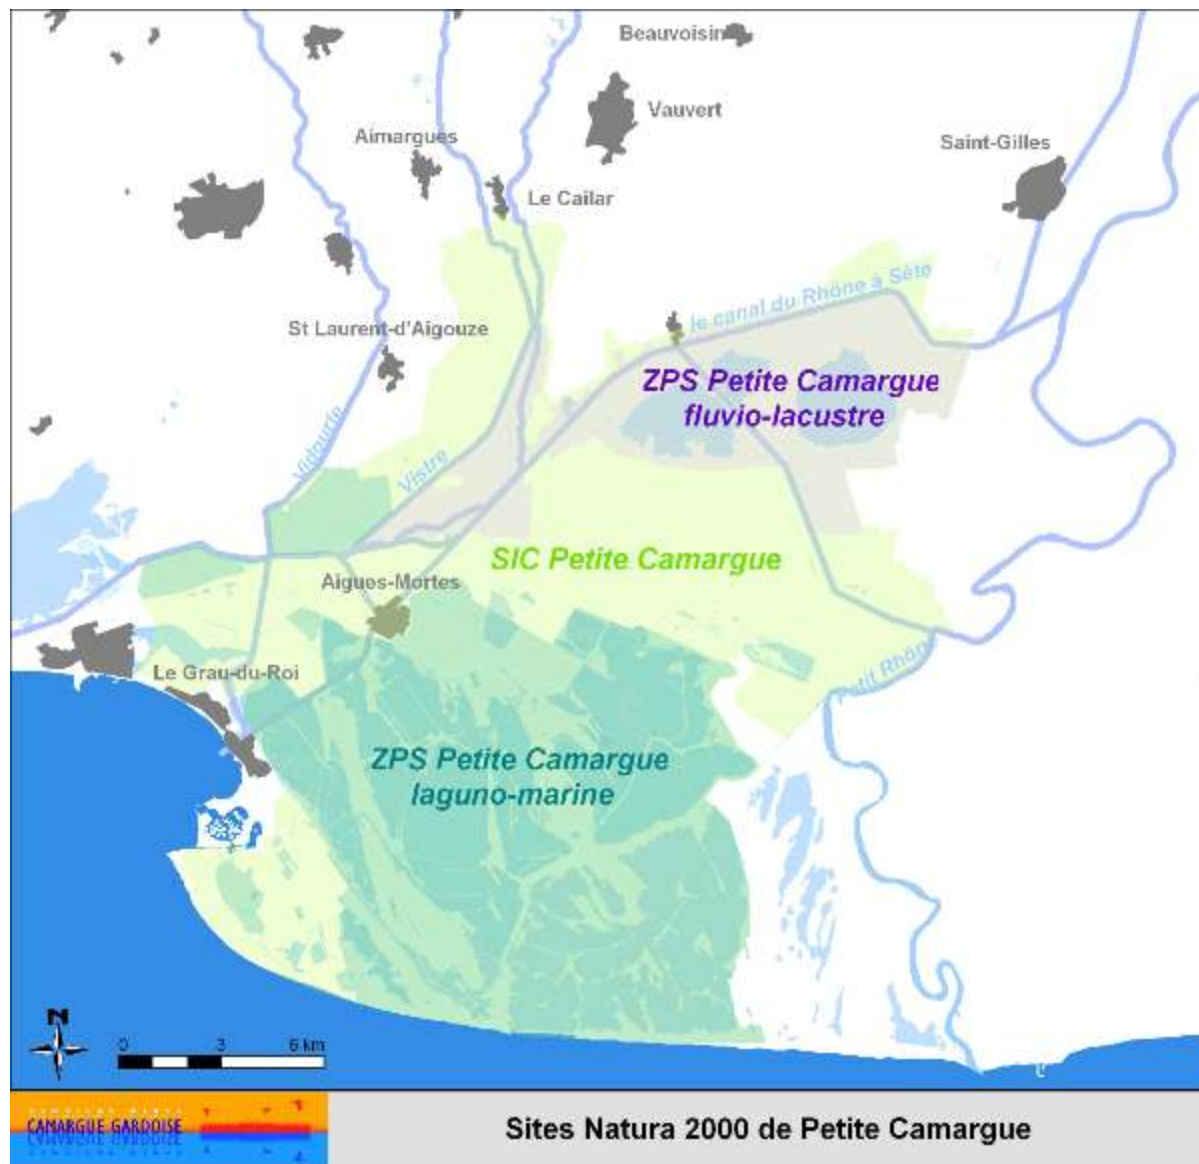 Beauvoisin
Vauvert
Aimargues
Saint-Gilles
Le Cailar
le canal du Rhône à Sète
St Laurent-d'Aigouze
ZPS Petite Camargue
fluvio-lacustre
Vidourle
Vistre
SIC Petite Camargue
Aigues-Mortes
Petit Rhône
Le Grau-du-Roi
ZPS Petite Camargue
laguno-marine
N
0 3 6 km
CAMARGUE GARDOISE
Sites Natura 2000 de Petite Camargue